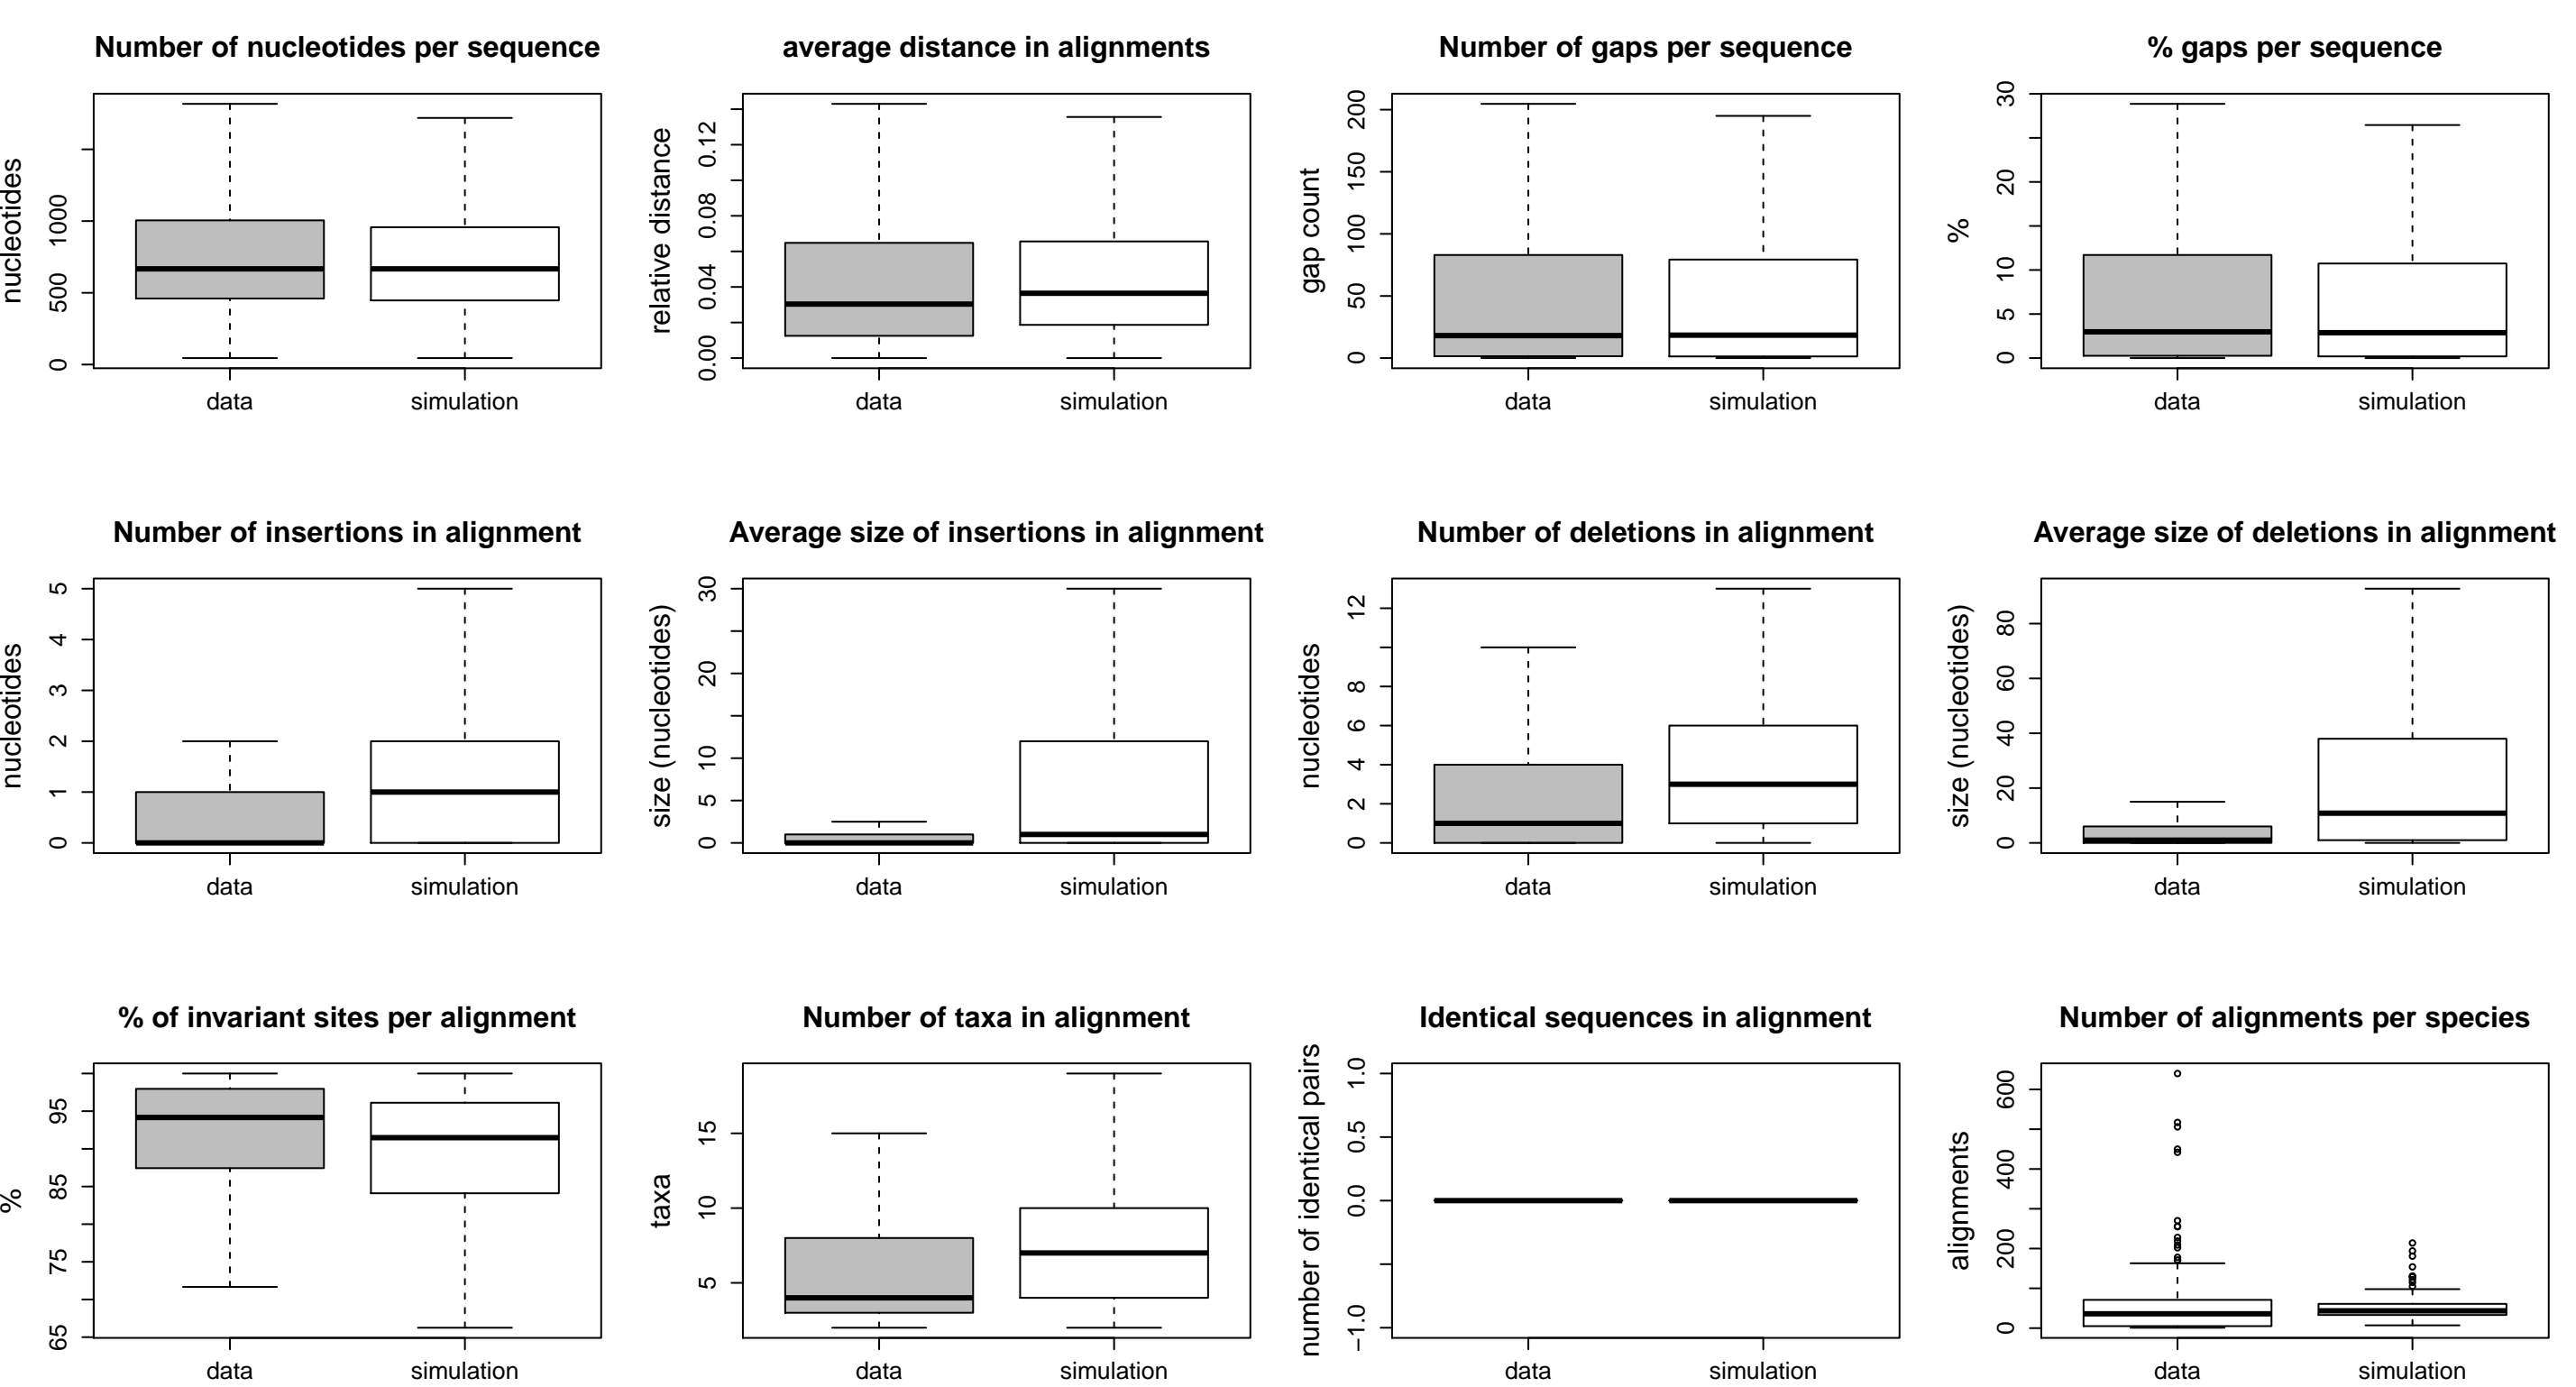 Number of nucleotides per sequence
nucleotides
0
500
1000
data
simulation
average distance in alignments
relative distance
0.00
0.04
0.08
0.12
data
simulation
Number of gaps per sequence
gap count
0
50
100
150
200
data
simulation
% gaps per sequence
%
0
5
10
20
30
data
simulation
Number of insertions in alignment
nucleotides
0
1
2
3
4
5
data
simulation
Average size of insertions in alignment
size (nucleotides)
0
5
10
20
30
data
simulation
Number of deletions in alignment
nucleotides
0
2
4
6
8
12
data
simulation
Average size of deletions in alignment
size (nucleotides)
0
20
40
60
80
data
simulation
% of invariant sites per alignment
%
65
75
85
95
data
simulation
Number of taxa in alignment
taxa
5
10
15
data
simulation
Identical sequences in alignment
number of identical pairs
−1.0
0.0
0.5
1.0
data
simulation
Number of alignments per species
alignments
0
200
400
600
data
simulation